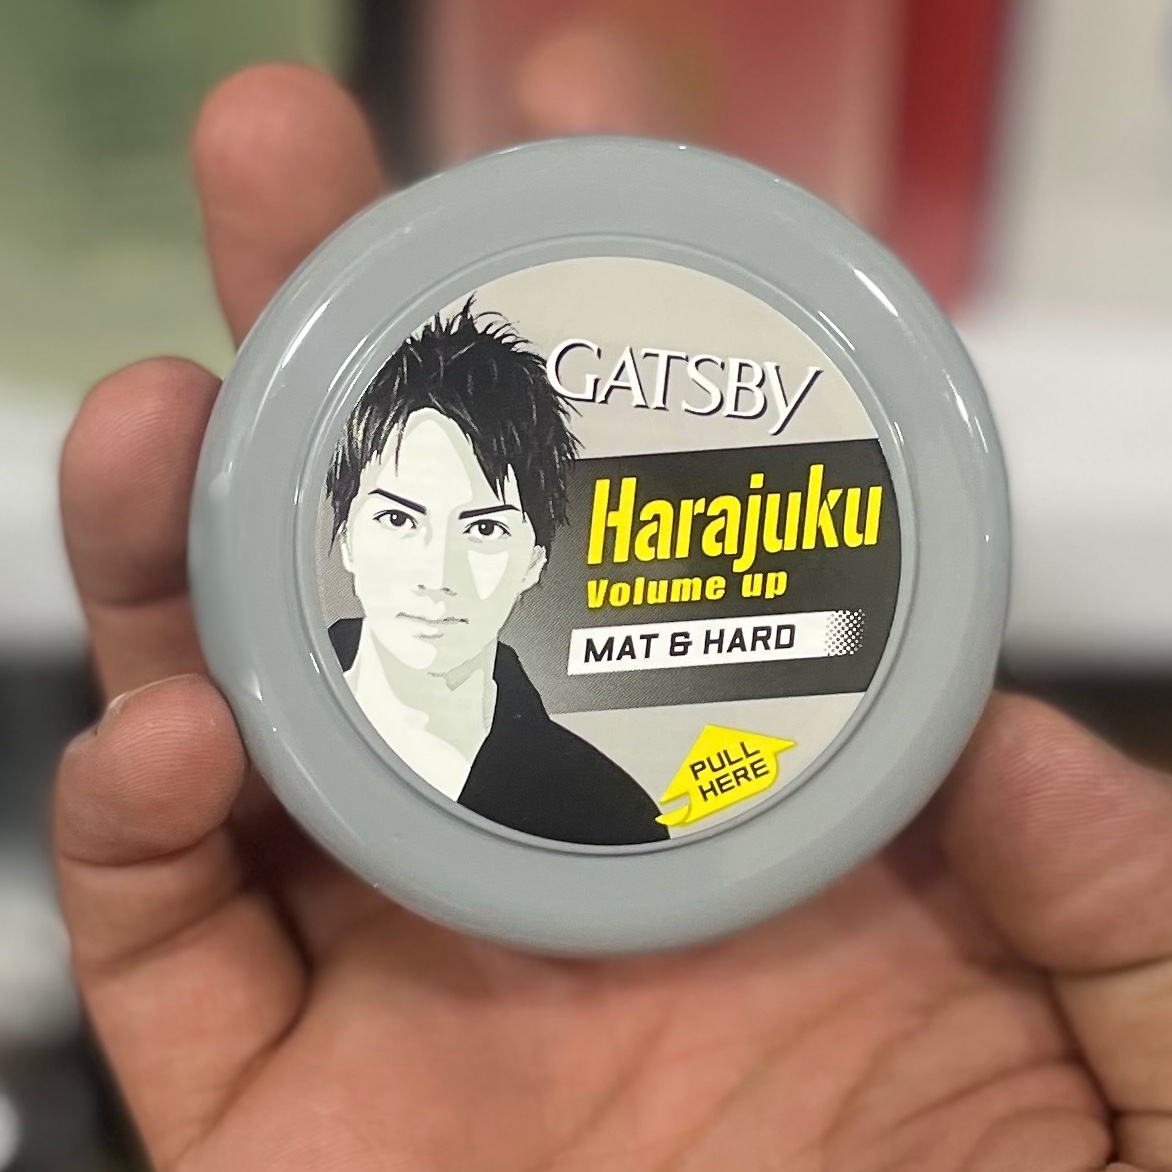 GATSBY
Harajuku
Volume up
MAT & HARD
PULL
HERE